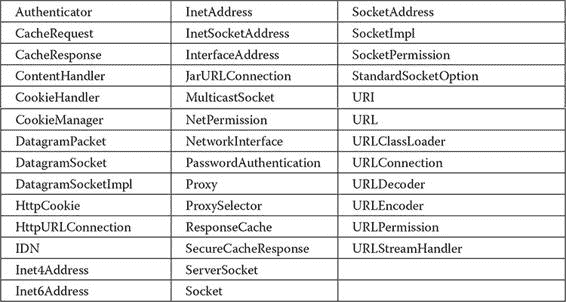 Authenticator InetAddress SocketAddress
CacheRequest InetSocketAddress SocketImpl
CacheResponse InterfaceAddress SocketPermission
ContentHandler JarURLConnection StandardSocketOption
CookieHandler MulticastSocket URI
CookieManager NetPermission URL
DatagramPacket NetworkInterface URLClassLoader
DatagramSocket PasswordAuthentication URLConnection
DatagramSocketImpl Proxy URLDecoder
HttpCookie ProxySelector URLEncoder
HttpURLConnection ResponseCache URLPermission
IDN SecureCacheResponse URLStreamHandler
Inet4Address ServerSocket
Inet6Address Socket